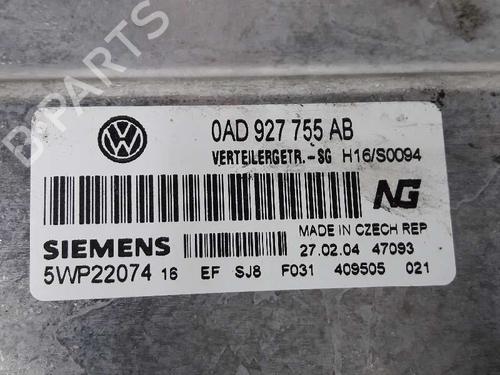 0AD 927 755 AB
VERTEILERGETR.-SG H16/S0094
NG
MADE IN CZECH REP
SIEMENS 27.02.04 47093
5WP22074 16 EF SJ8 F031 409505 021